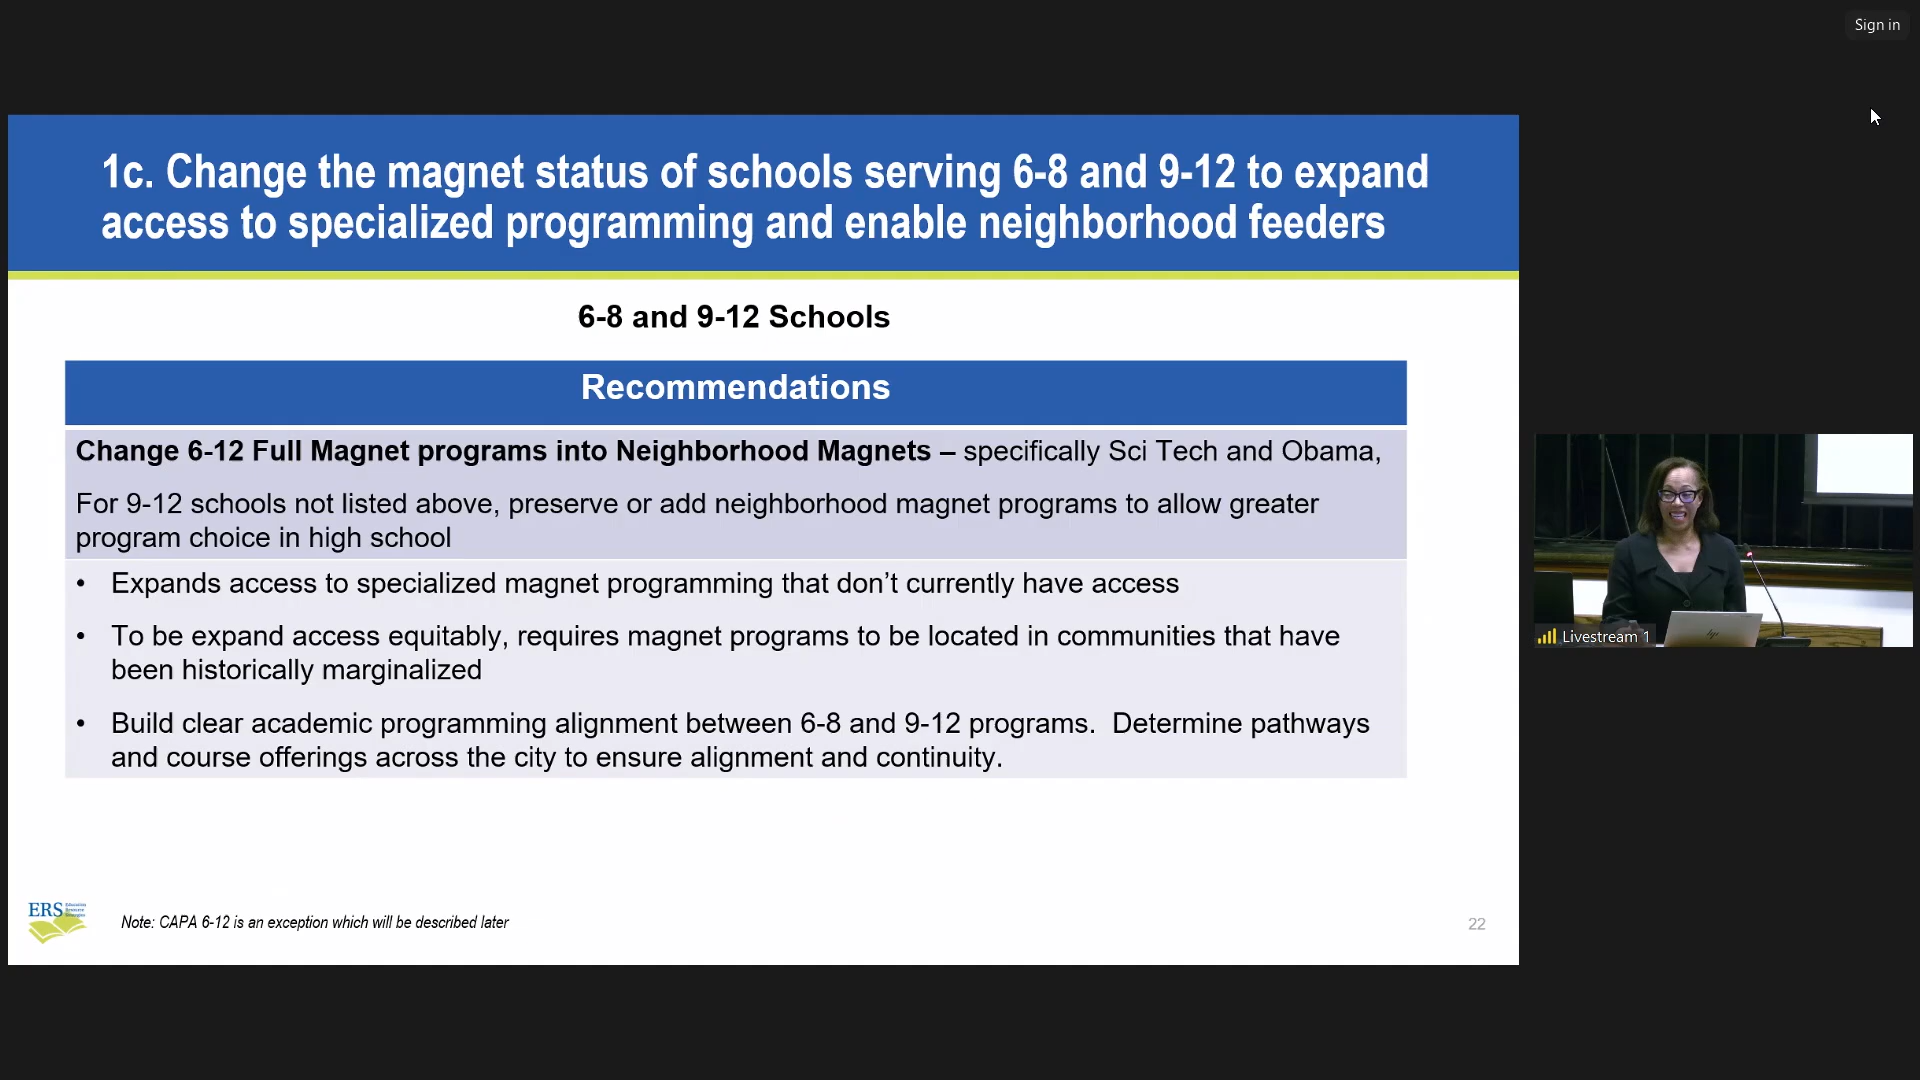 Sign in
1c. Change the magnet status of schools serving 6-8 and 9-12 to expand
access to specialized programming and enable neighborhood feeders
6-8 and 9-12 Schools
Recommendations
Change 6-12 Full Magnet programs into Neighborhood Magnets – specifically Sci Tech and Obama,
For 9-12 schools not listed above, preserve or add neighborhood magnet programs to allow greater
program choice in high school
• Expands access to specialized magnet programming that don’t currently have access
• To be expand access equitably, requires magnet programs to be located in communities that have
been historically marginalized
• Build clear academic programming alignment between 6-8 and 9-12 programs.  Determine pathways
and course offerings across the city to ensure alignment and continuity.
Livestream 1
hp
ERS
Education
Resource
Strategies
Note: CAPA 6-12 is an exception which will be described later
22